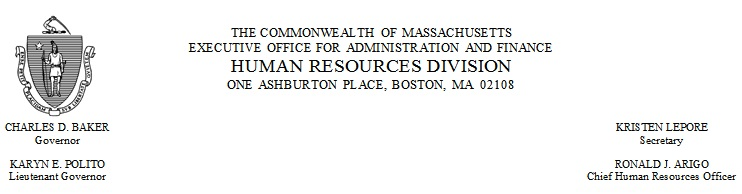 THE COMMONWEALTH OF MASSACHUSETTS
EXECUTIVE OFFICE FOR ADMINISTRATION AND FINANCE
HUMAN RESOURCES DIVISION
ONE ASHBURTON PLACE, BOSTON, MA 02108
CHARLES D. BAKER
Governor
KARYN E. POLITO
Lieutenant Governor
KRISTEN LEPORE
Secretary
RONALD J. ARIGO
Chief Human Resources Officer